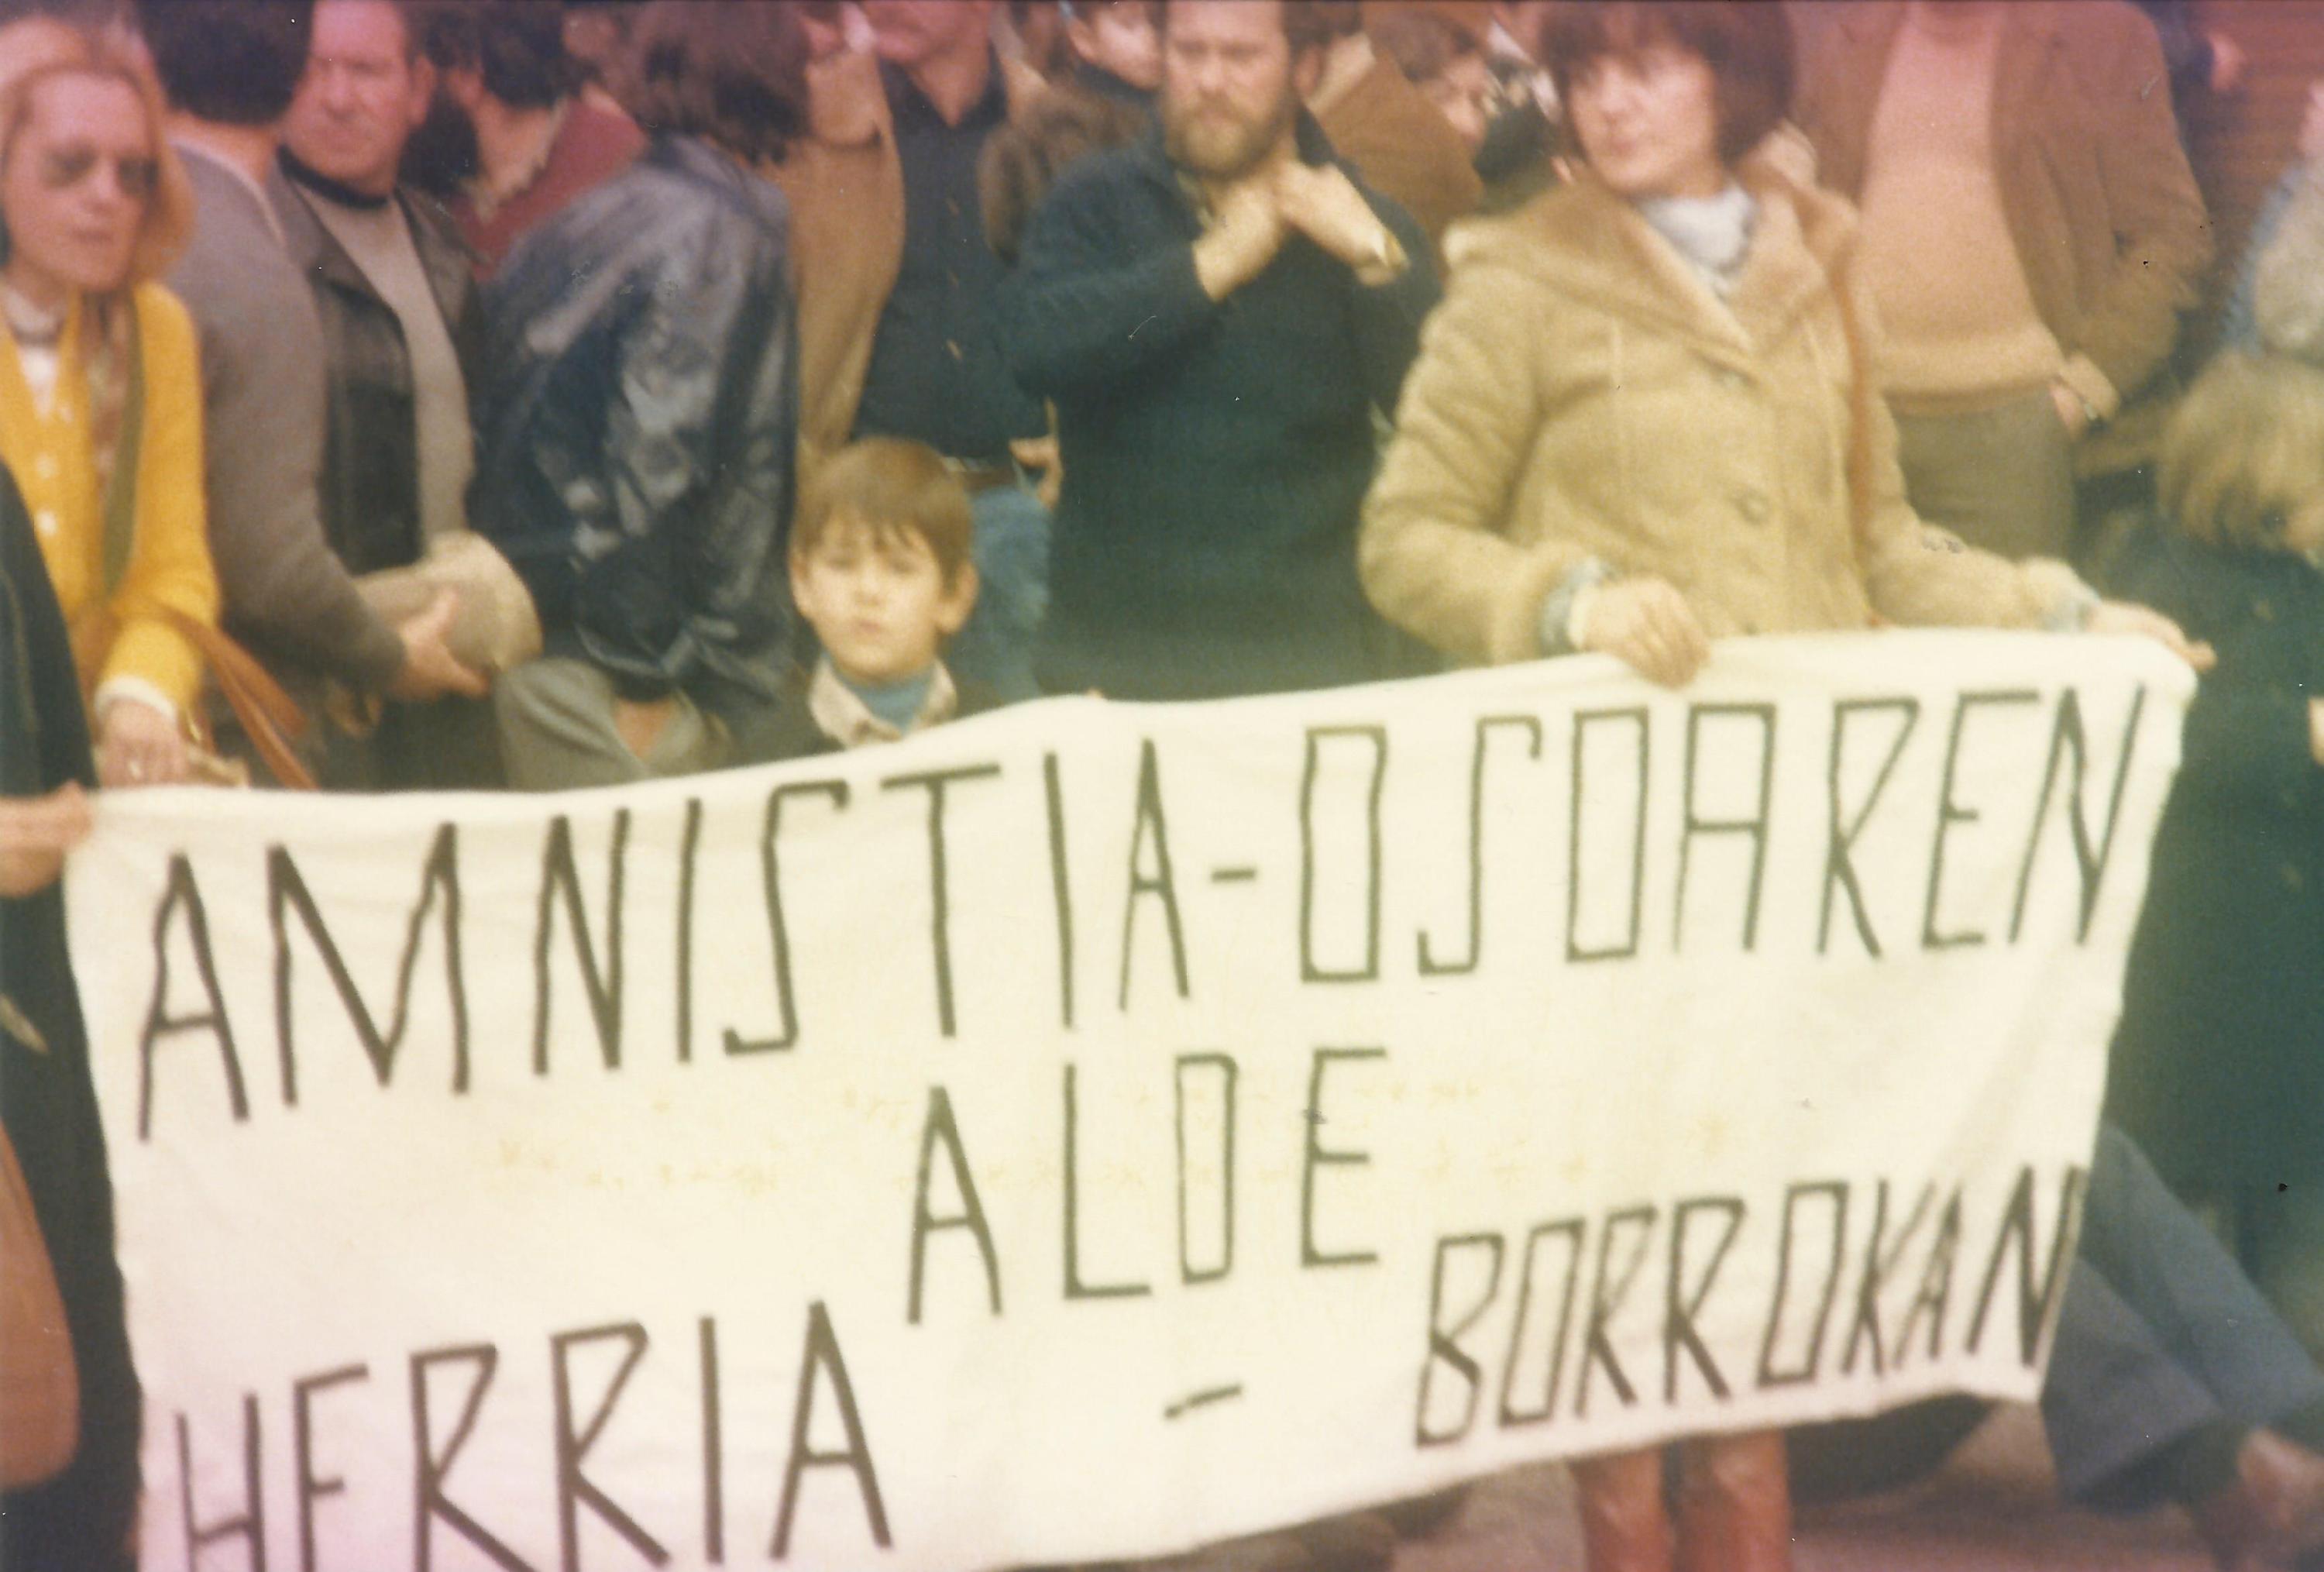 AMNISTIA-OSOAREN
ALDE
HERRIA - BORROKAN